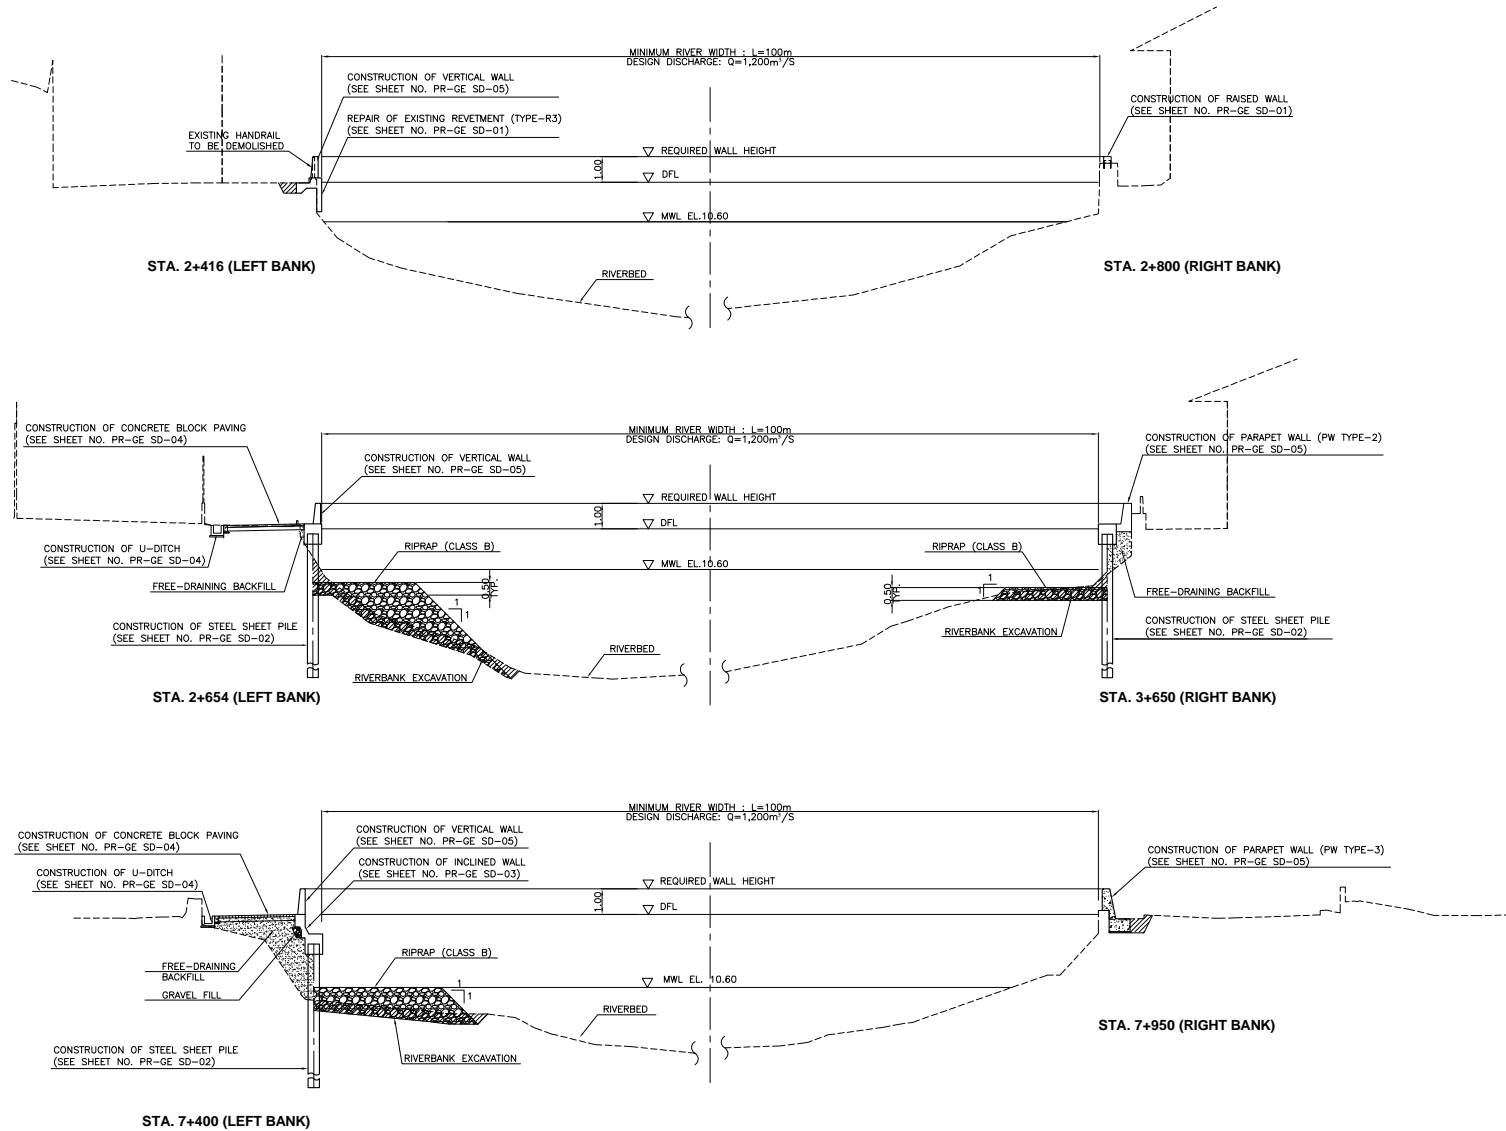 MINIMUM RIVER WIDTH : L=100m
DESIGN DISCHARGE: Q=1,200m³/S
CONSTRUCTION OF VERTICAL WALL
(SEE SHEET NO. PR-GE SD-05)
REPAIR OF EXISTING REVETMENT (TYPE-R3)
(SEE SHEET NO. PR-GE SD-01)
EXISTING HANDRAIL
TO BE DEMOLISHED
CONSTRUCTION OF RAISED WALL
(SEE SHEET NO. PR-GE SD-01)
REQUIRED WALL HEIGHT
1.00
DFL
MWL EL.10.60
RIVERBED
STA. 2+416 (LEFT BANK)
STA. 2+800 (RIGHT BANK)
MINIMUM RIVER WIDTH : L=100m
DESIGN DISCHARGE: Q=1,200m³/S
CONSTRUCTION OF CONCRETE BLOCK PAVING
(SEE SHEET NO. PR-GE SD-04)
CONSTRUCTION OF VERTICAL WALL
(SEE SHEET NO. PR-GE SD-05)
CONSTRUCTION OF PARAPET WALL (PW TYPE-2)
(SEE SHEET NO. PR-GE SD-05)
REQUIRED WALL HEIGHT
1.00
DFL
CONSTRUCTION OF U-DITCH
(SEE SHEET NO. PR-GE SD-04)
RIPRAP (CLASS B)
RIPRAP (CLASS B)
MWL EL.10.60
FREE-DRAINING BACKFILL
0.50
TYP.
1
1
0.50
TYP.
1
1
FREE-DRAINING BACKFILL
CONSTRUCTION OF STEEL SHEET PILE
(SEE SHEET NO. PR-GE SD-02)
RIVERBANK EXCAVATION
CONSTRUCTION OF STEEL SHEET PILE
(SEE SHEET NO. PR-GE SD-02)
RIVERBED
RIVERBANK EXCAVATION
STA. 2+654 (LEFT BANK)
STA. 3+650 (RIGHT BANK)
MINIMUM RIVER WIDTH : L=100m
DESIGN DISCHARGE: Q=1,200m³/S
CONSTRUCTION OF CONCRETE BLOCK PAVING
(SEE SHEET NO. PR-GE SD-04)
CONSTRUCTION OF VERTICAL WALL
(SEE SHEET NO. PR-GE SD-05)
CONSTRUCTION OF INCLINED WALL
(SEE SHEET NO. PR-GE SD-03)
CONSTRUCTION OF U-DITCH
(SEE SHEET NO. PR-GE SD-04)
CONSTRUCTION OF PARAPET WALL (PW TYPE-3)
(SEE SHEET NO. PR-GE SD-05)
REQUIRED WALL HEIGHT
1.00
DFL
FREE-DRAINING
BACKFILL
GRAVEL FILL
RIPRAP (CLASS B)
1
1
MWL EL. 10.60
RIVERBED
RIVERBANK EXCAVATION
CONSTRUCTION OF STEEL SHEET PILE
(SEE SHEET NO. PR-GE SD-02)
STA. 7+950 (RIGHT BANK)
STA. 7+400 (LEFT BANK)